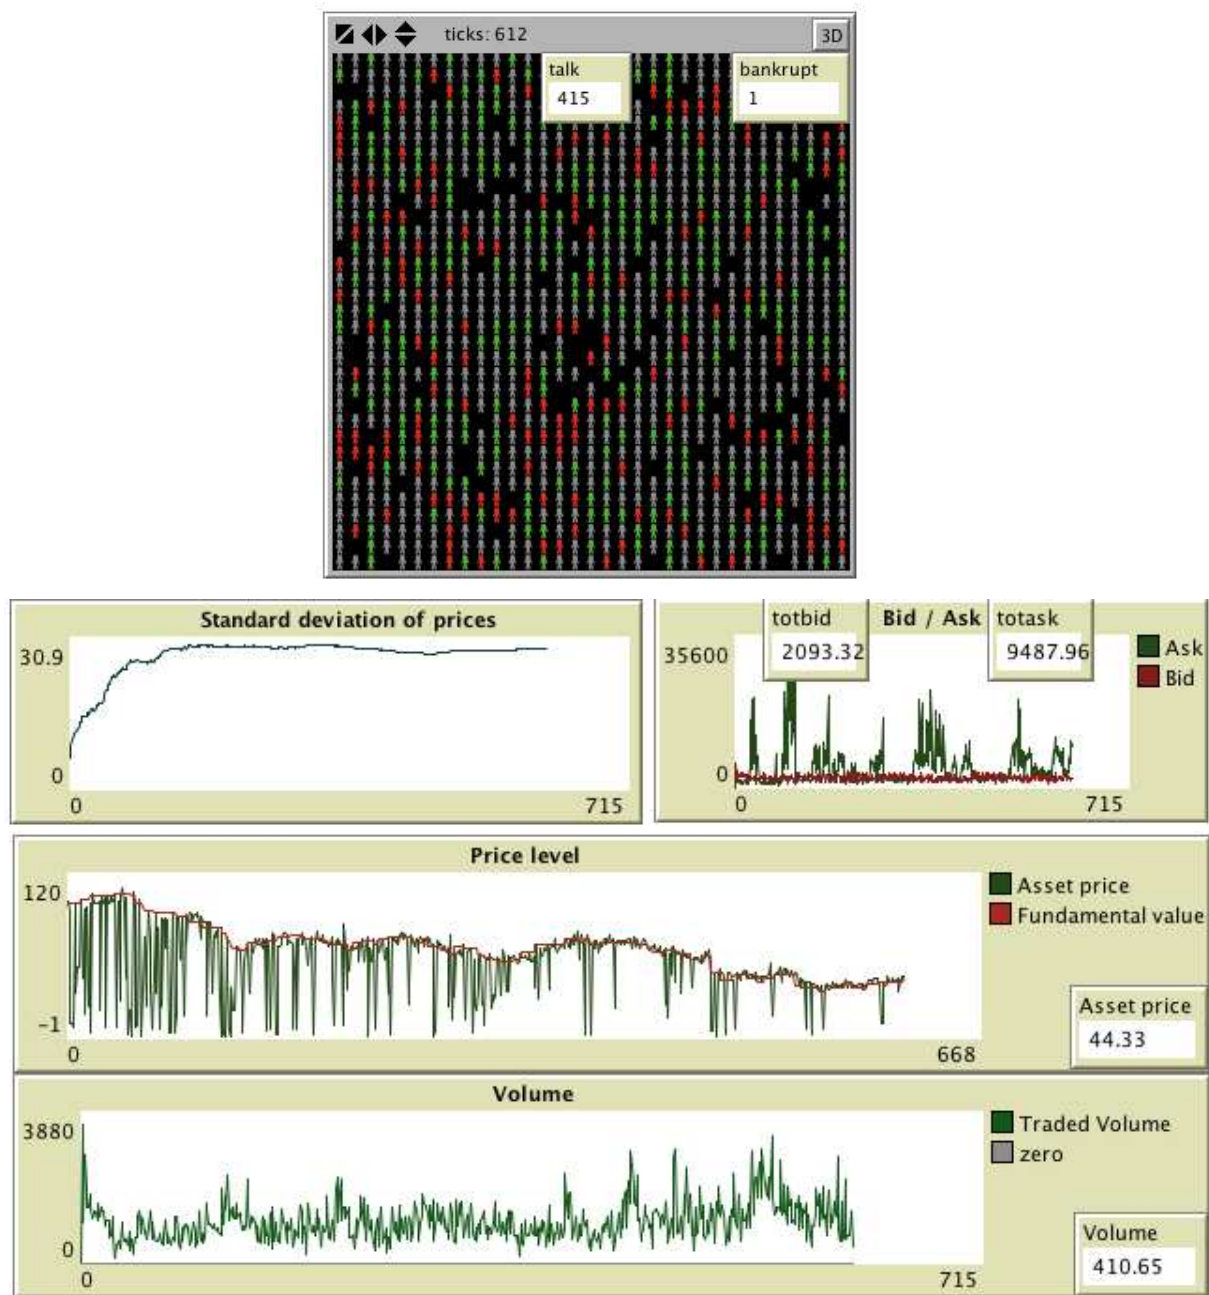 ticks: 612
3D
talk
415
bankrupt
1
Standard deviation of prices
30.9
0
0
715
totbid
2093.32
Bid / Ask
totask
9487.96
35600
0
0
715
Ask
Bid
Price level
120
-1
0
668
Asset price
Fundamental value
Asset price
44.33
Volume
3880
0
0
715
Traded Volume
zero
Volume
410.65